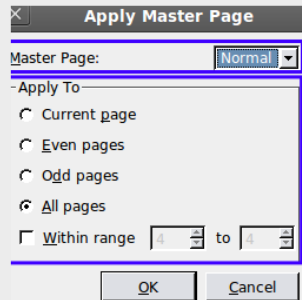 Apply Master Page
Master Page: Normal
Apply To
Current page
Even pages
Odd pages
All pages
Within range 4 to 4
OK Cancel